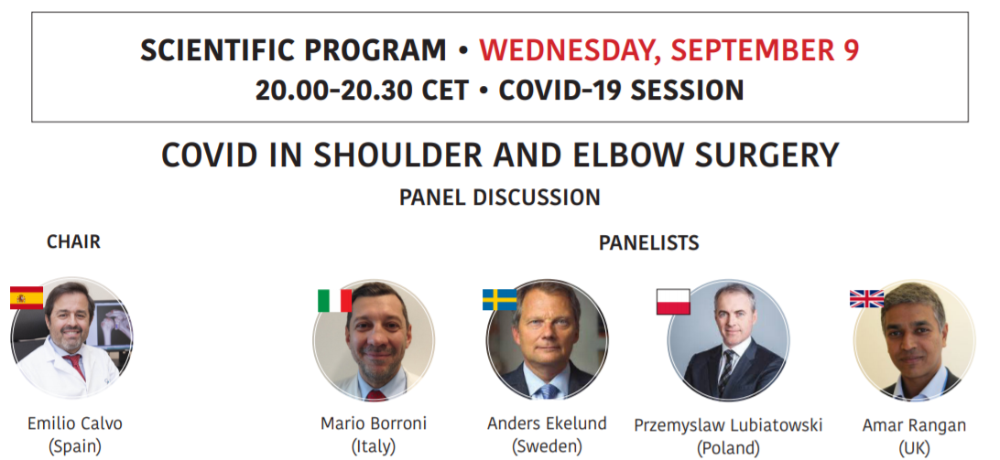 SCIENTIFIC PROGRAM • WEDNESDAY, SEPTEMBER 9
20.00-20.30 CET • COVID-19 SESSION
COVID IN SHOULDER AND ELBOW SURGERY
PANEL DISCUSSION
CHAIR
PANELISTS
Emilio Calvo
(Spain)
Mario Borroni
(Italy)
Anders Ekelund
(Sweden)
Przemyslaw Lubiatowski
(Poland)
Amar Rangan
(UK)